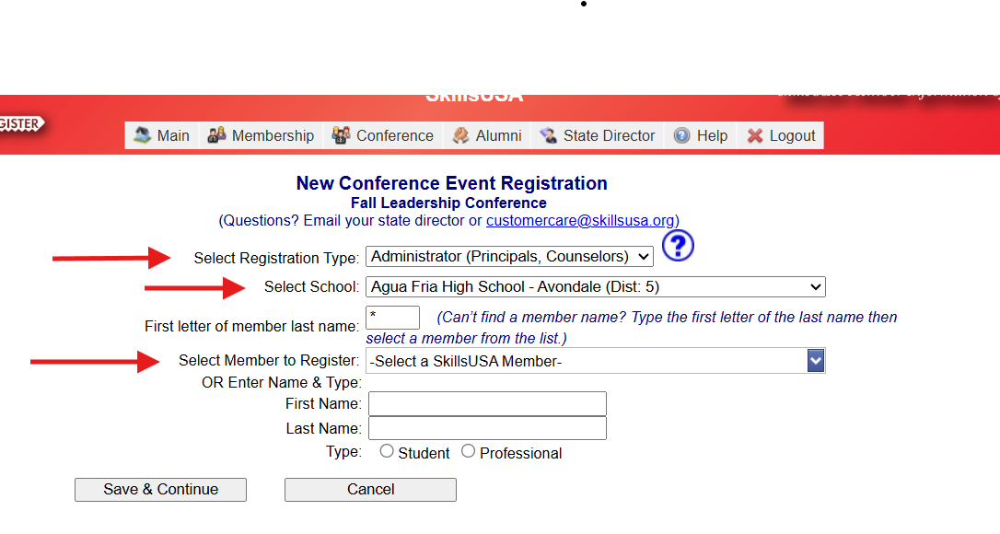 SkillsUSA
GISTER
Main Membership Conference Alumni State Director Help Logout
New Conference Event Registration
Fall Leadership Conference
(Questions? Email your state director or customercare@skillsusa.org)
Select Registration Type: Administrator (Principals, Counselors) ?
Select School: Agua Fria High School - Avondale (Dist: 5)
First letter of member last name: * (Can't find a member name? Type the first letter of the last name then
select a member from the list.)
Select Member to Register: -Select a SkillsUSA Member-
OR Enter Name & Type:
First Name:
Last Name:
Type: Student Professional
Save & Continue Cancel